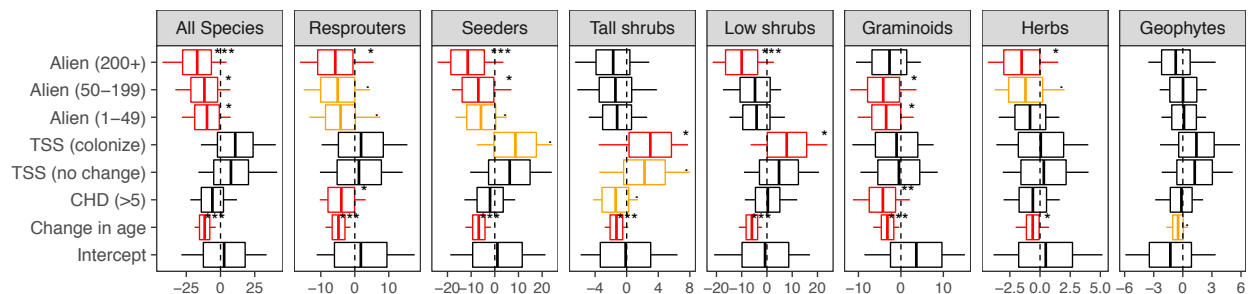 All Species Resprouters Seeders Tall shrubs Low shrubs Graminoids Herbs Geophytes
Alien (200+) *** * *** *** *
Alien (50−199) * . * * .
Alien (1−49) * . . *
TSS (colonize) . * *
TSS (no change) .
CHD (>5) * . **
Change in age *** *** *** *** *** *** * .
Intercept
−25 0 25 −10 0 10 −20 −10 0 10 20 −4 0 4 8 −20 −10 0 10 20 −10 0 10 −2.5 0.0 2.5 5.0 −6 −3 0 3 6